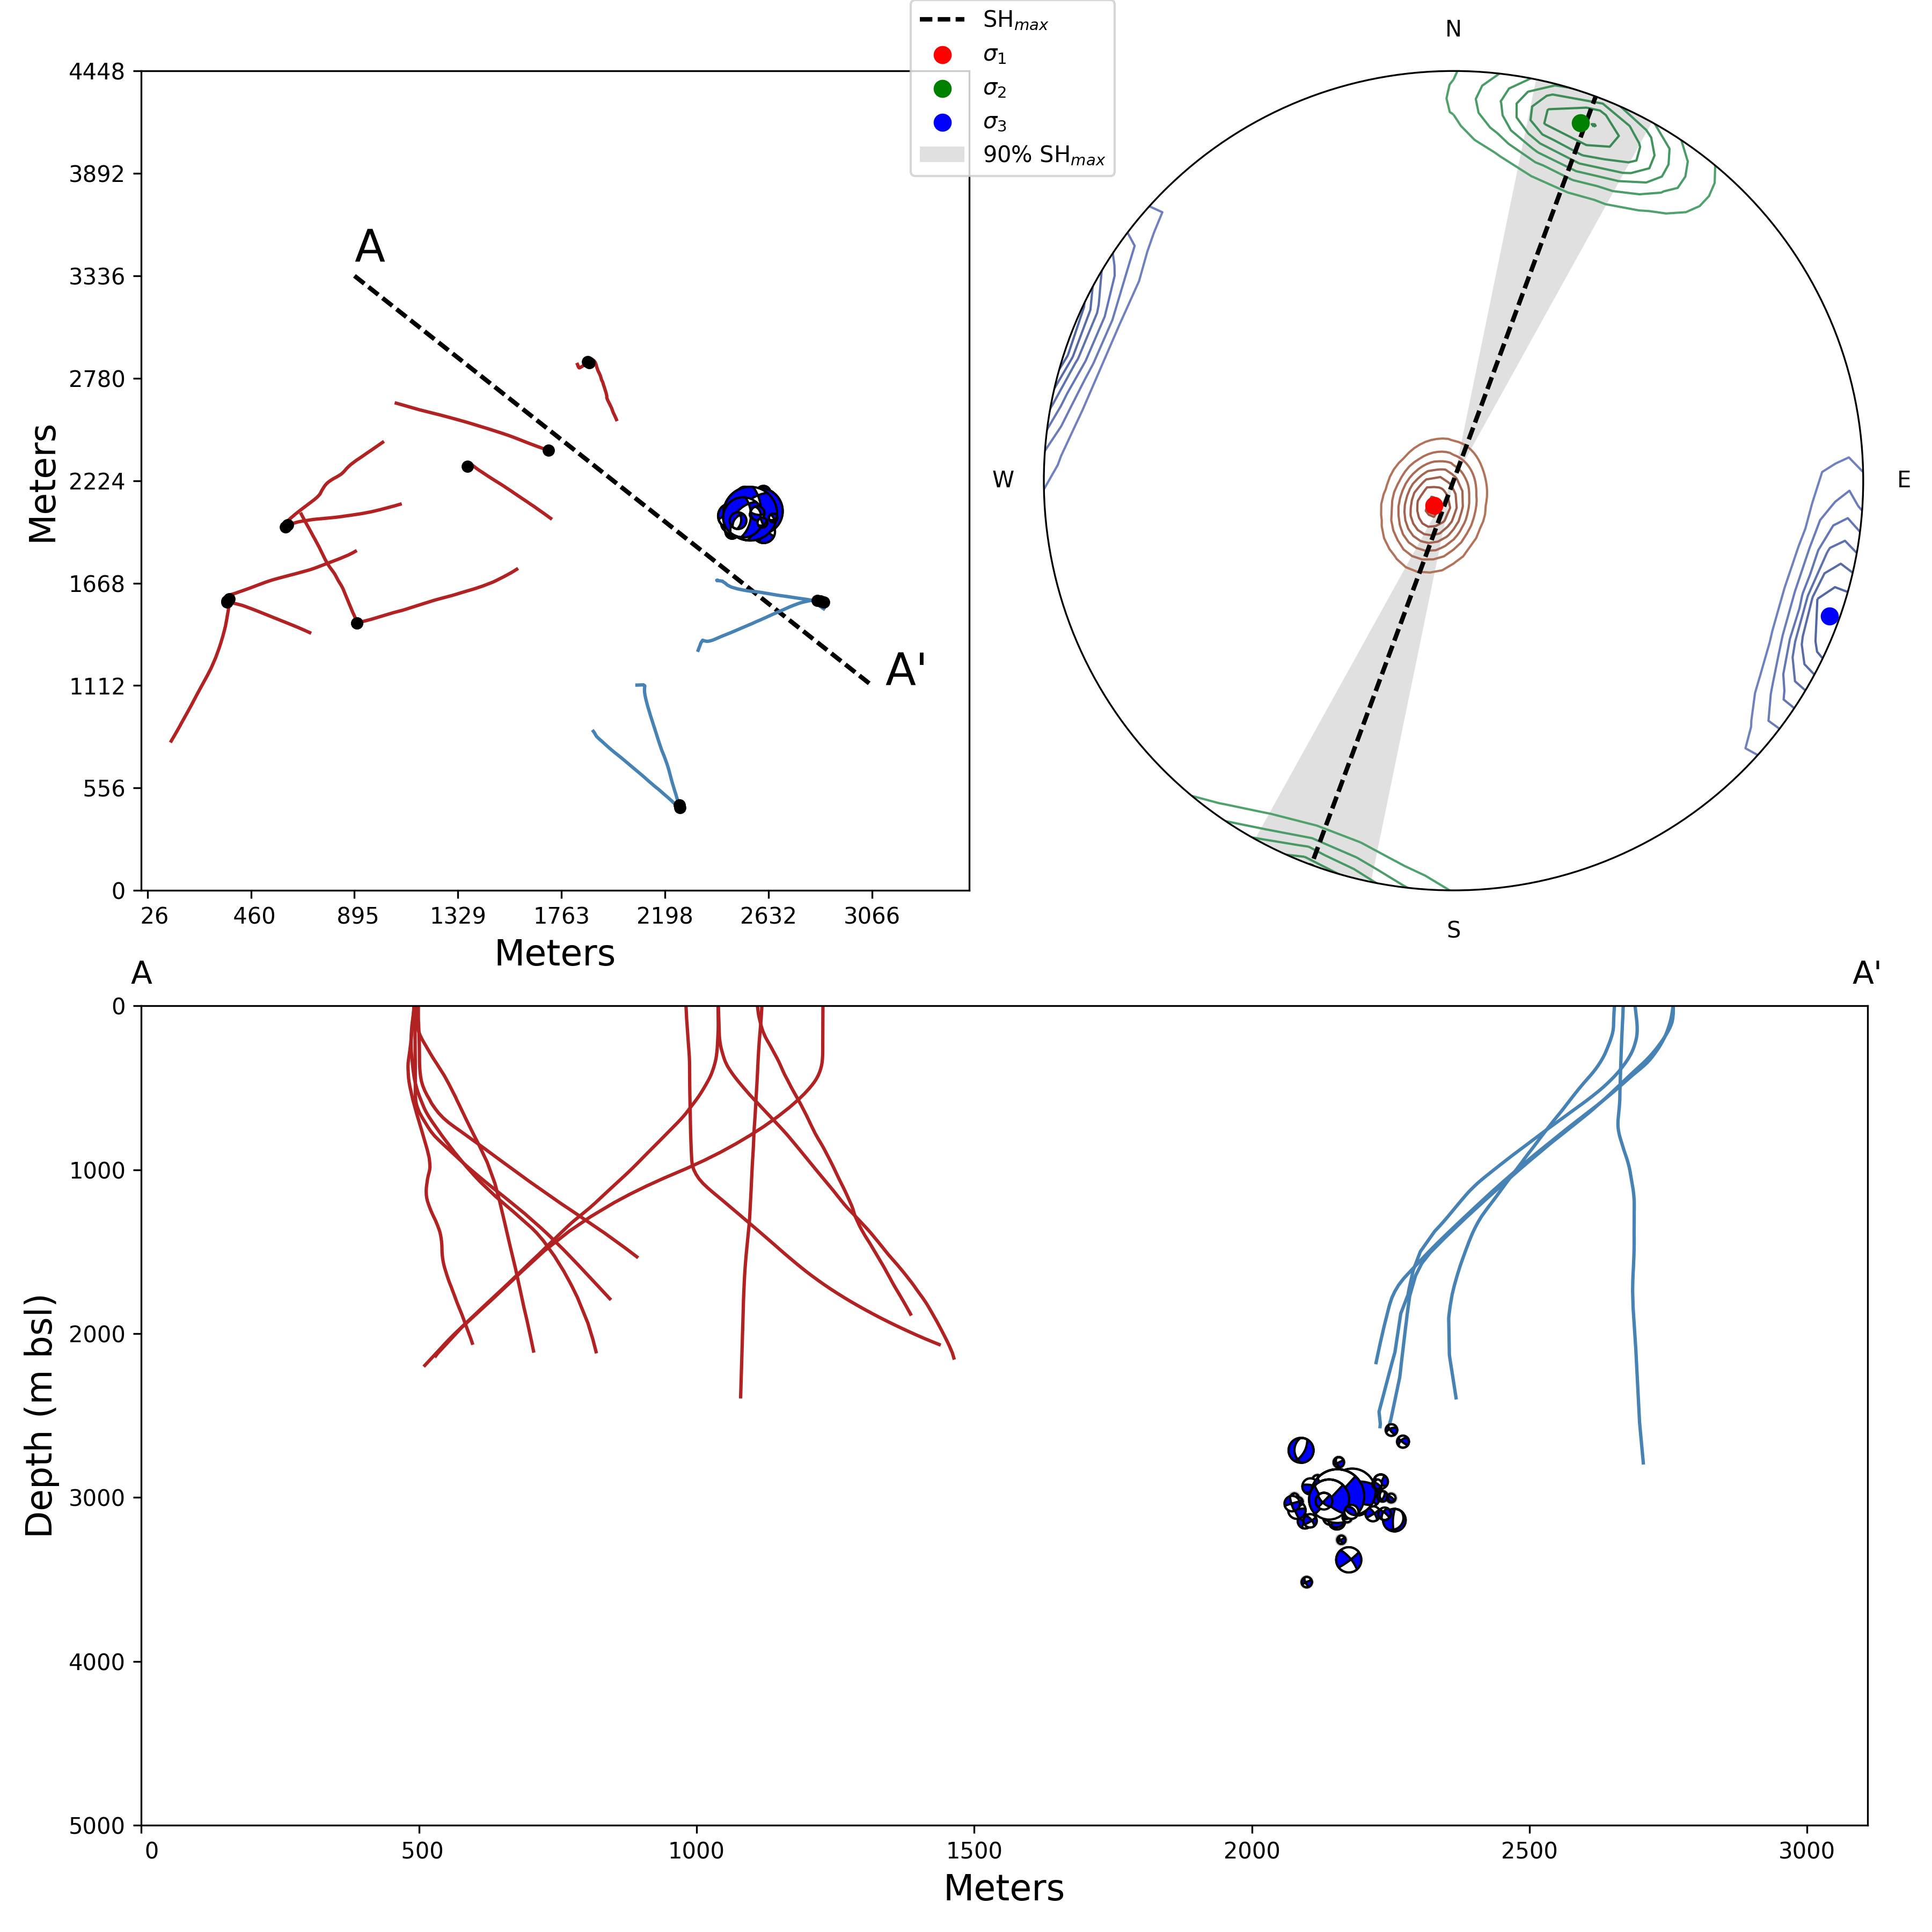 SHmax
σ1
σ2
σ3
90% SHmax
N
W
E
S
4448
3892
3336
2780
2224
1668
1112
556
0
Meters
A
A'
26 460 895 1329 1763 2198 2632 3066
Meters
A A'
0
1000
2000
3000
4000
5000
Depth (m bsl)
0 500 1000 1500 2000 2500 3000
Meters